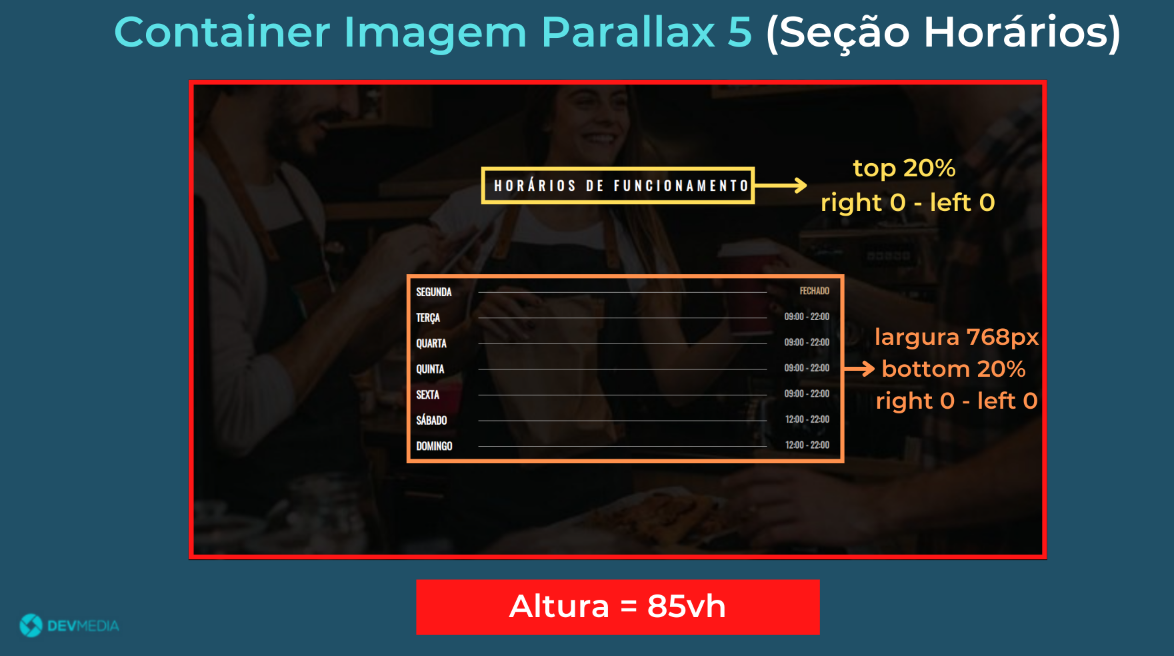 Container Imagem Parallax 5 (Seção Horários)
HORÁRIOS DE FUNCIONAMENTO
top 20%
right 0 - left 0
SEGUNDA FECHADO
TERÇA 09:00 - 22:00
QUARTA 09:00 - 22:00
QUINTA 09:00 - 22:00
SEXTA 09:00 - 22:00
SÁBADO 12:00 - 22:00
DOMINGO 12:00 - 22:00
largura 768px
bottom 20%
right 0 - left 0
Altura = 85vh
DEVMEDIA